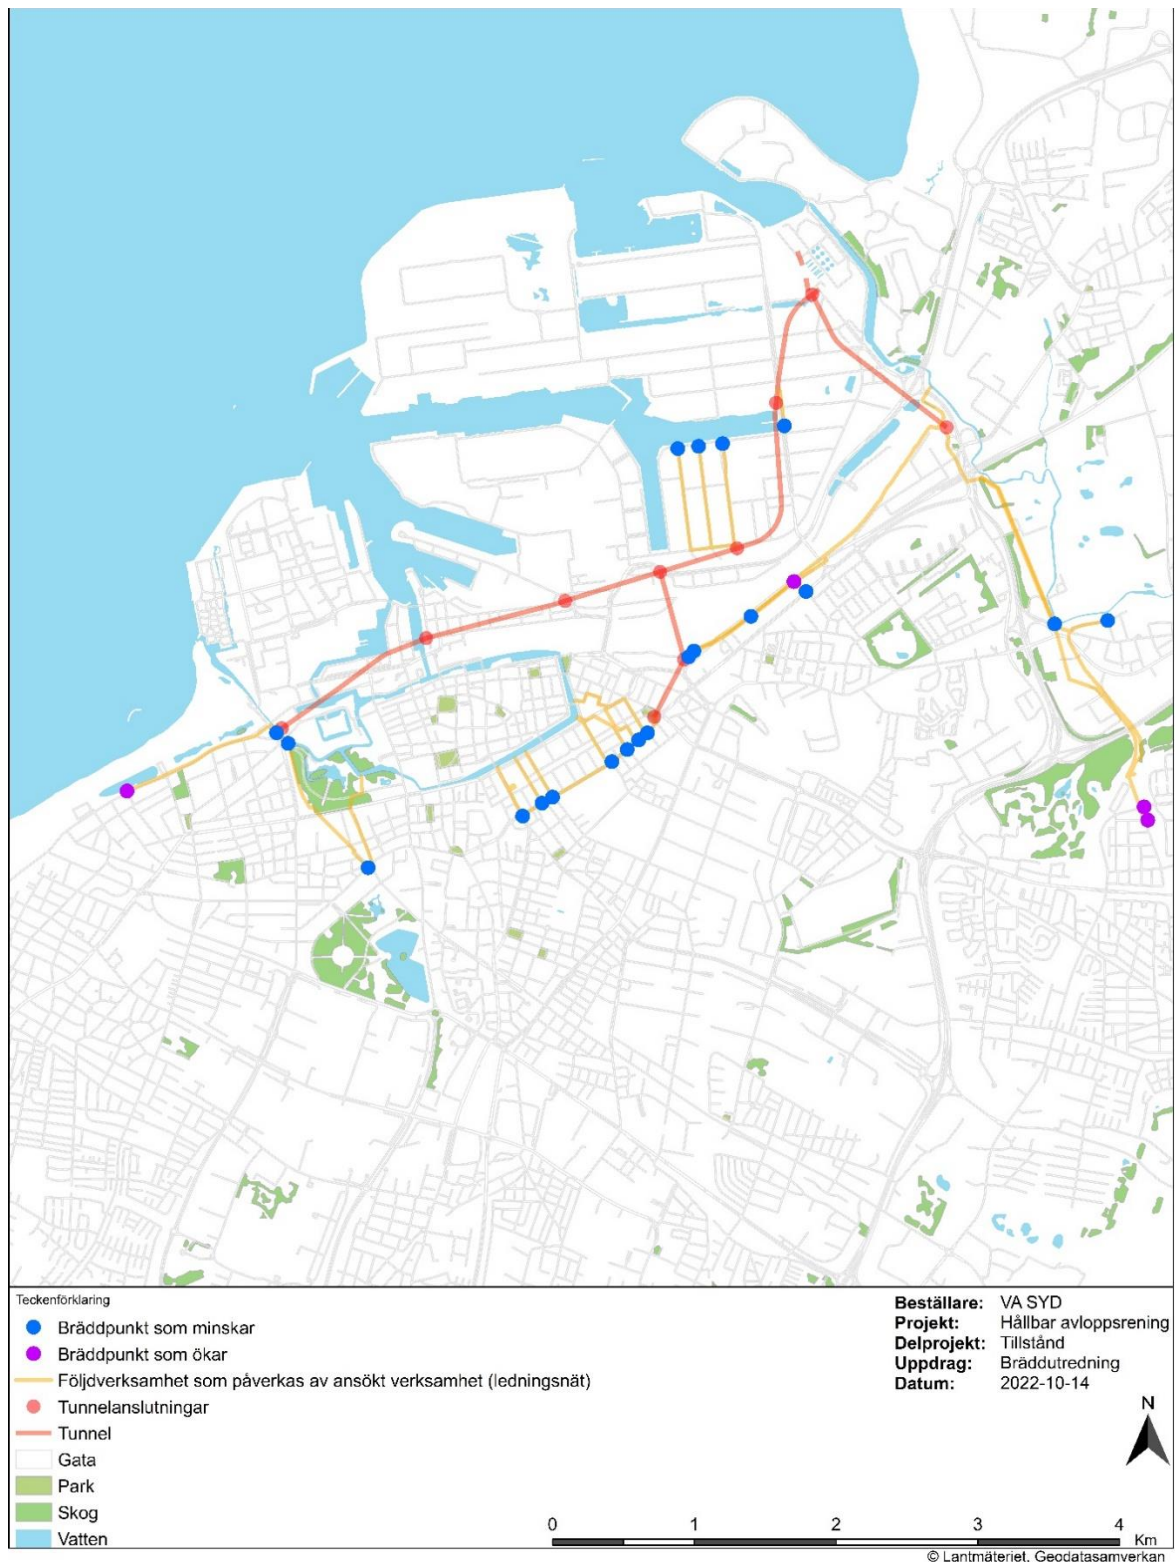 Teckenförklaring
Bräddpunkt som minskar
Bräddpunkt som ökar
Följdverksamhet som påverkas av ansökt verksamhet (ledningsnät)
Tunnelanslutningar
Tunnel
Gata
Park
Skog
Vatten
Beställare: VA SYD
Projekt: Hållbar avloppsrening
Delprojekt: Tillstånd
Uppdrag: Bräddutredning
Datum: 2022-10-14
N
0 1 2 3 4
Km
© Lantmäteriet, Geodatasamverkan